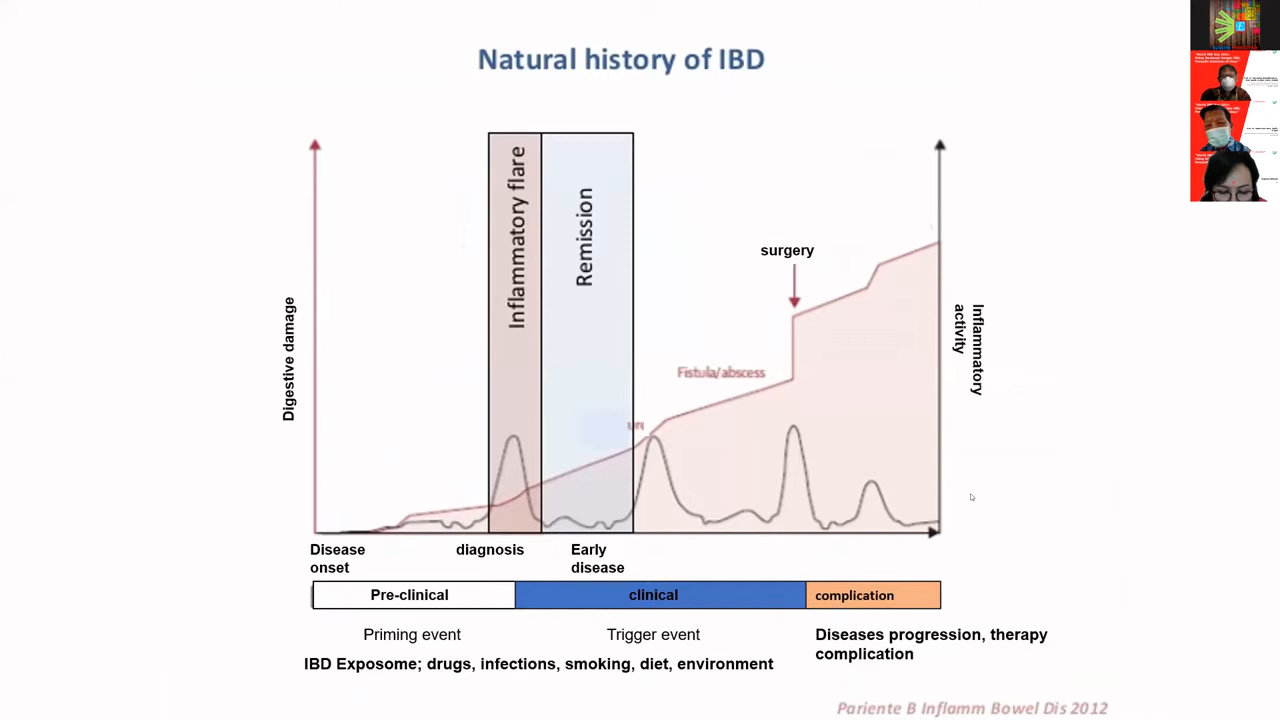 Natural history of IBD
Inflammatory flare
Remission
surgery
Fistula/abscess
Digestive damage
Inflammatory
activity
Disease
onset
diagnosis
Early
disease
Pre-clinical
clinical
complication
Priming event
Trigger event
Diseases progression, therapy
complication
IBD Exposome; drugs, infections, smoking, diet, environment
Pariente B Inflamm Bowel Dis 2012